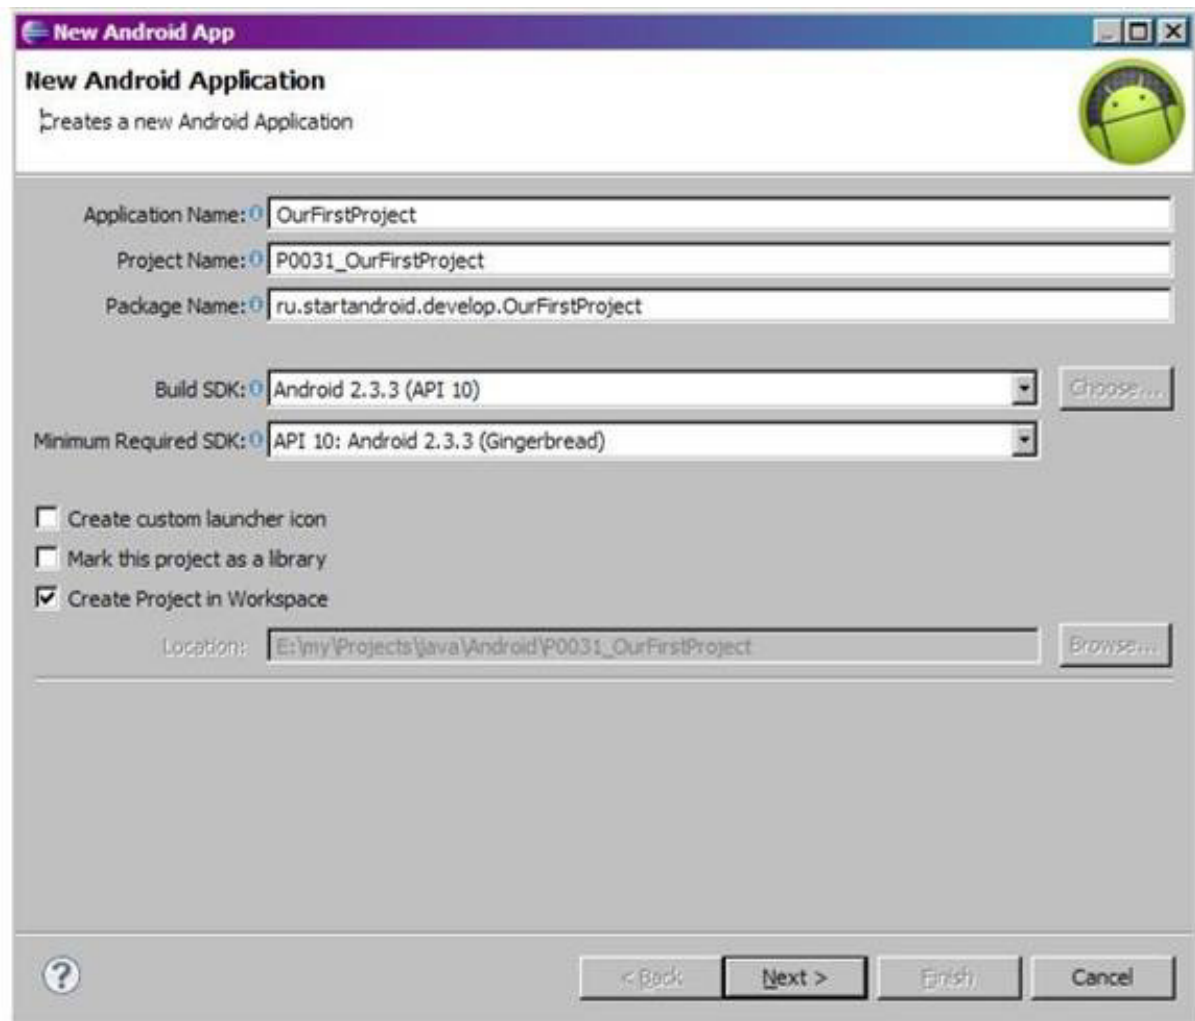 New Android App
New Android Application
Creates a new Android Application
Application Name: OurFirstProject
Project Name: P0031_OurFirstProject
Package Name: ru.startandroid.develop.OurFirstProject
Build SDK: Android 2.3.3 (API 10) Choose...
Minimum Required SDK: API 10: Android 2.3.3 (Gingerbread)
Create custom launcher icon
Mark this project as a library
Create Project in Workspace
Location: E:\my\Projects\java\Android\P0031_OurFirstProject Browse...
? < Back Next > Finish Cancel